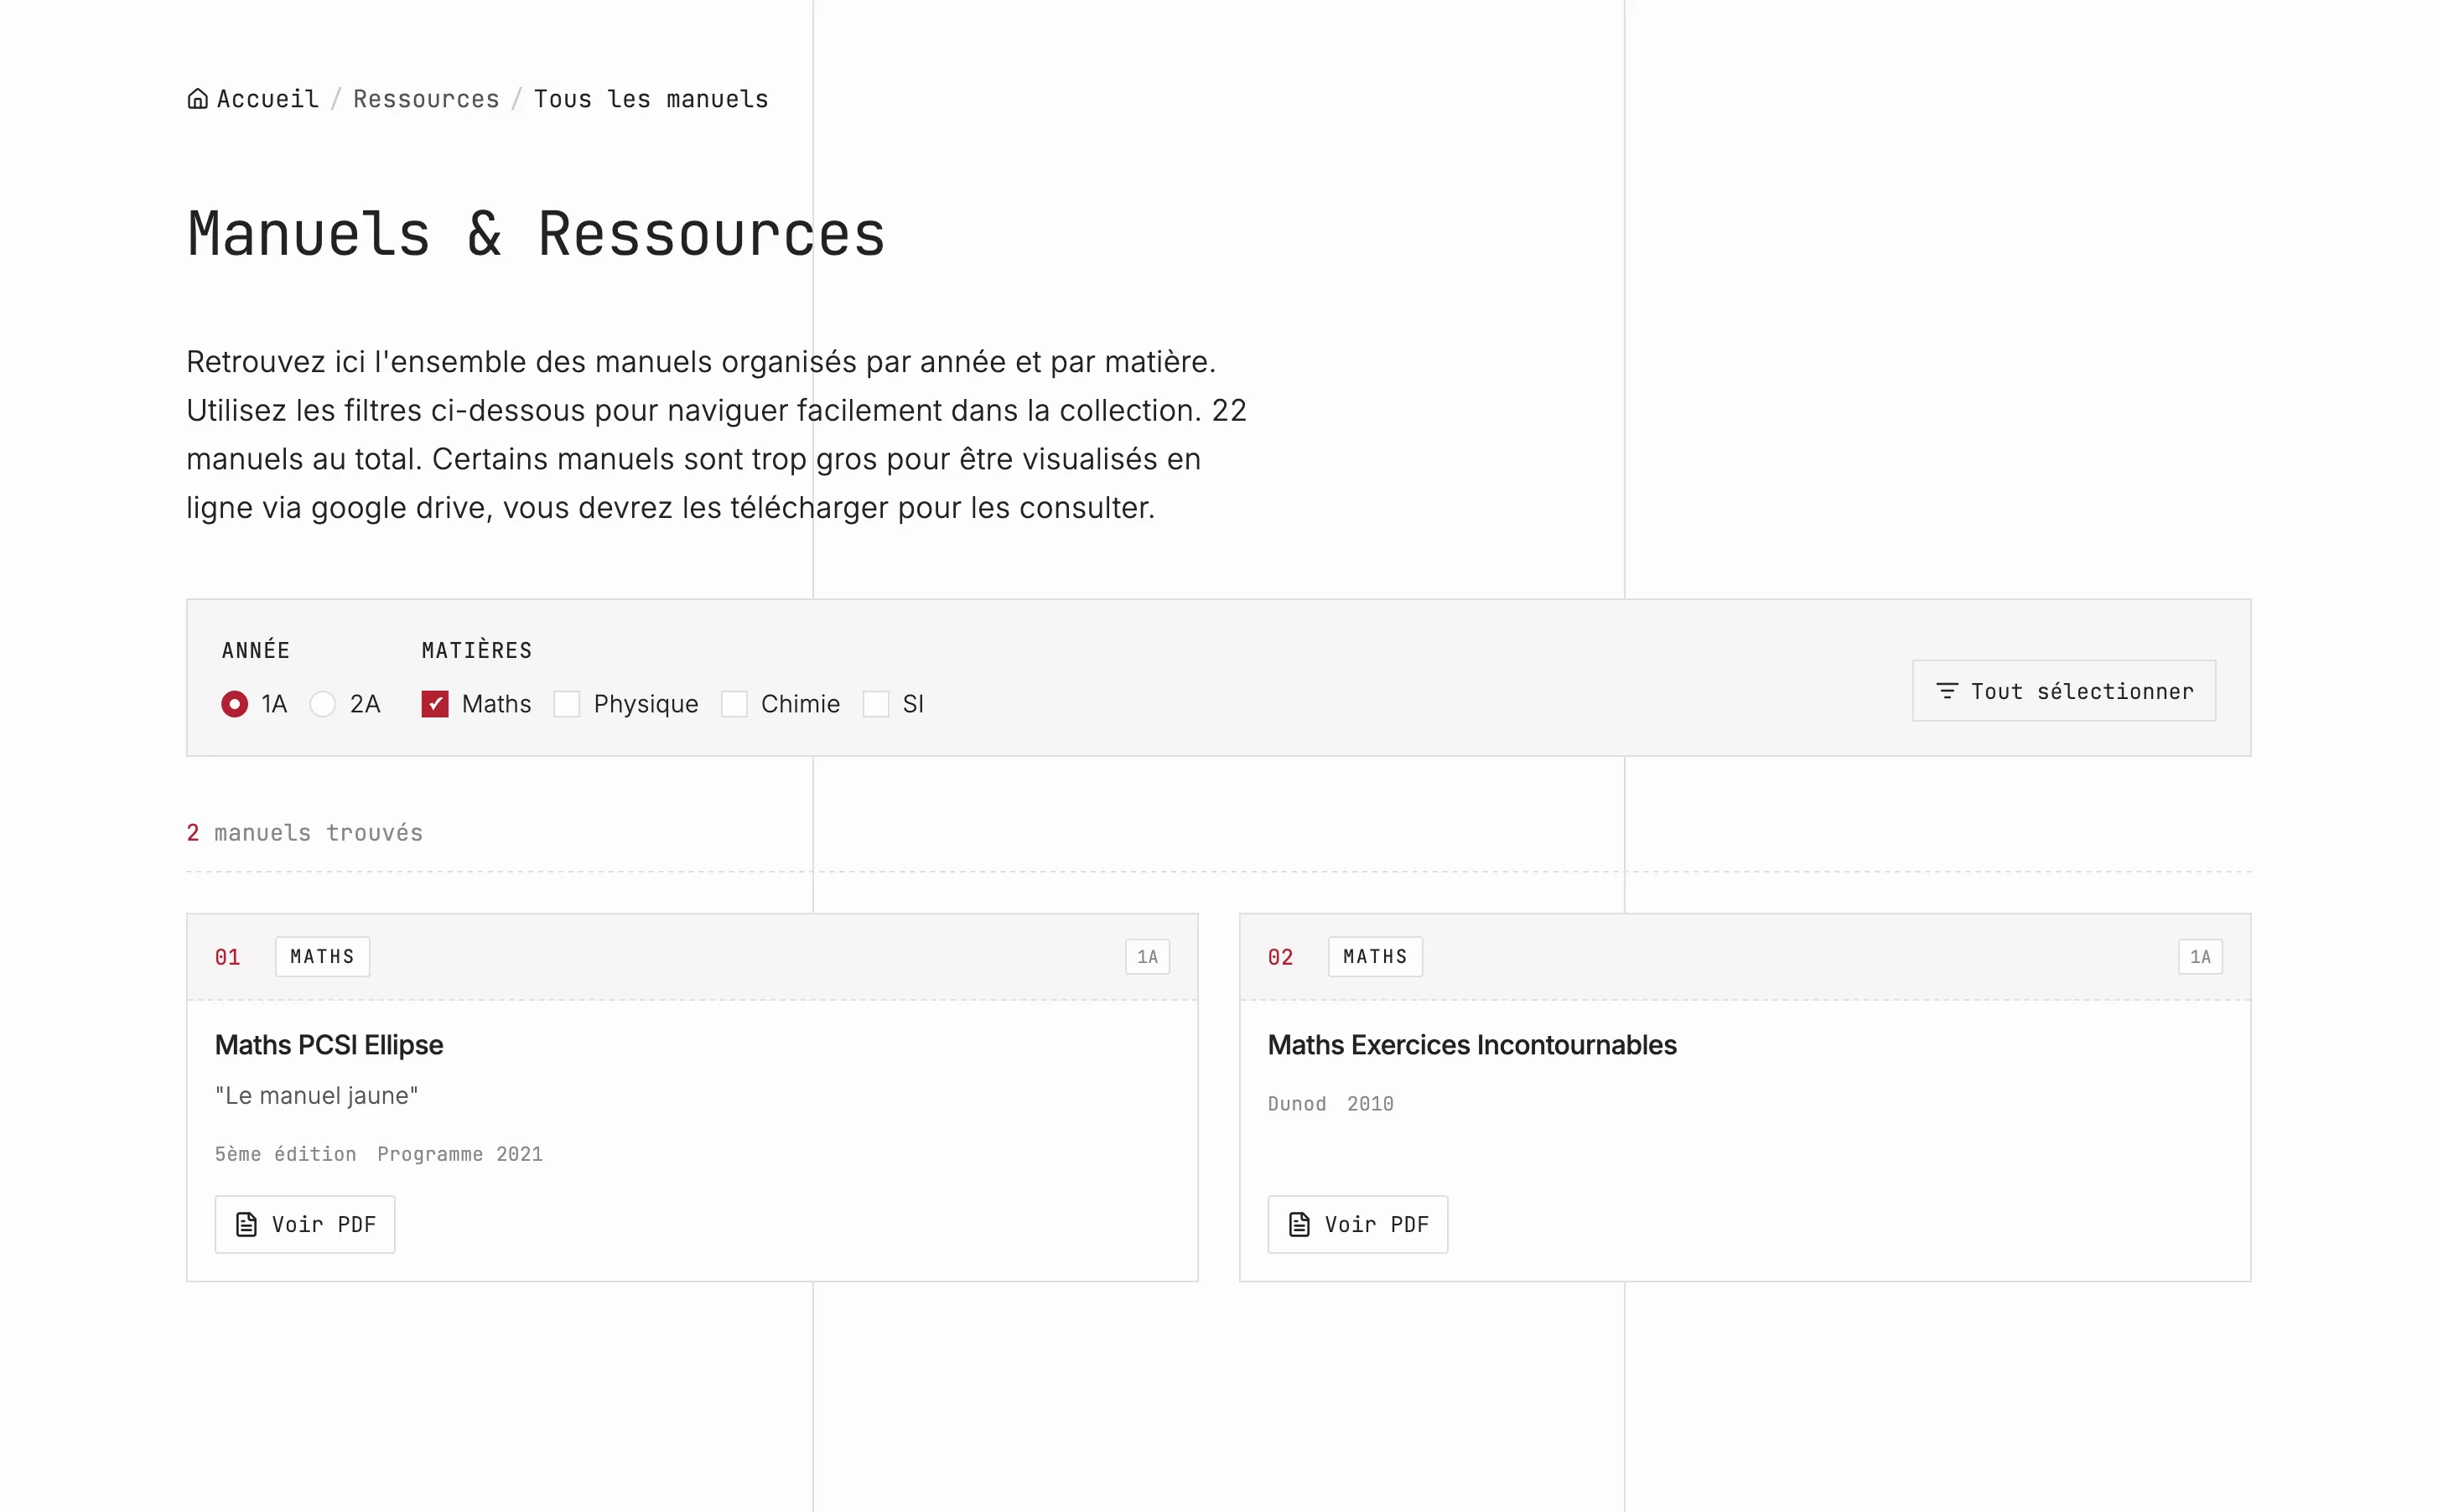 Accueil / Ressources / Tous les manuels
Manuels & Ressources
Retrouvez ici l'ensemble des manuels organisés par année et par matière.
Utilisez les filtres ci-dessous pour naviguer facilement dans la collection. 22
manuels au total. Certains manuels sont trop gros pour être visualisés en
ligne via google drive, vous devrez les télécharger pour les consulter.
ANNÉE MATIÈRES
1A 2A Maths Physique Chimie SI
Tout sélectionner
2 manuels trouvés
01 MATHS 1A
Maths PCSI Ellipse
"Le manuel jaune"
5ème édition Programme 2021
Voir PDF
02 MATHS 1A
Maths Exercices Incontournables
Dunod 2010
Voir PDF